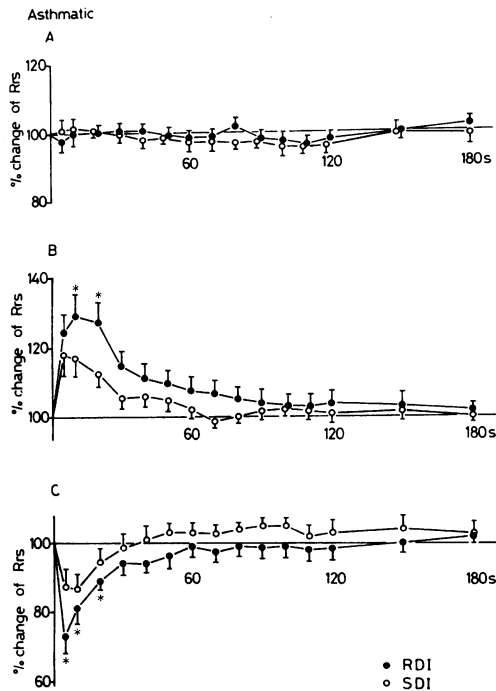 Asthmatic
A
% change of Rrs
120
100
80
60
120
180s
B
% change of Rrs
140
120
100
60
120
180s
* *
C
% change of Rrs
100
80
60
60
120
180s
* * *
● RDI
○ SDI